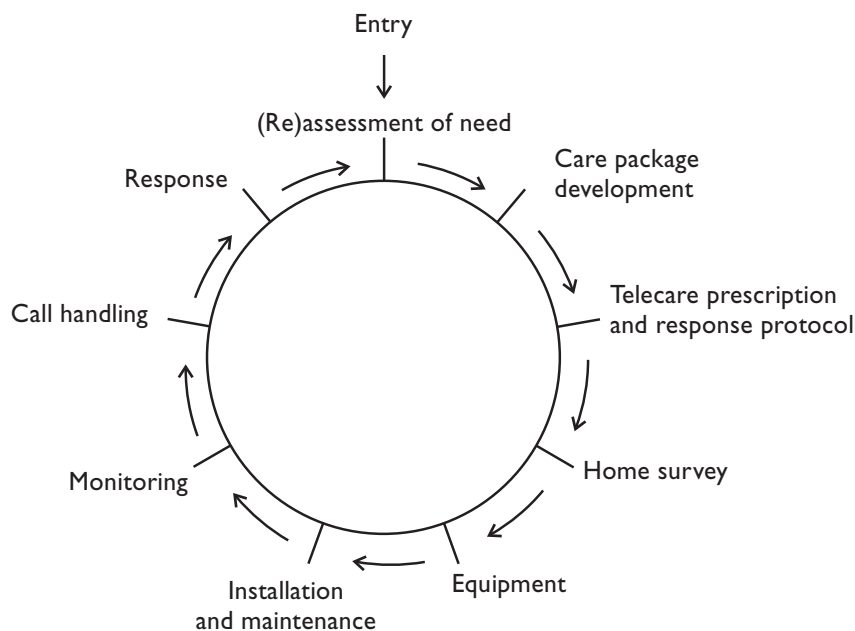 Entry
(Re)assessment of need
Care package
development
Telecare prescription
and response protocol
Home survey
Equipment
Installation
and maintenance
Monitoring
Call handling
Response